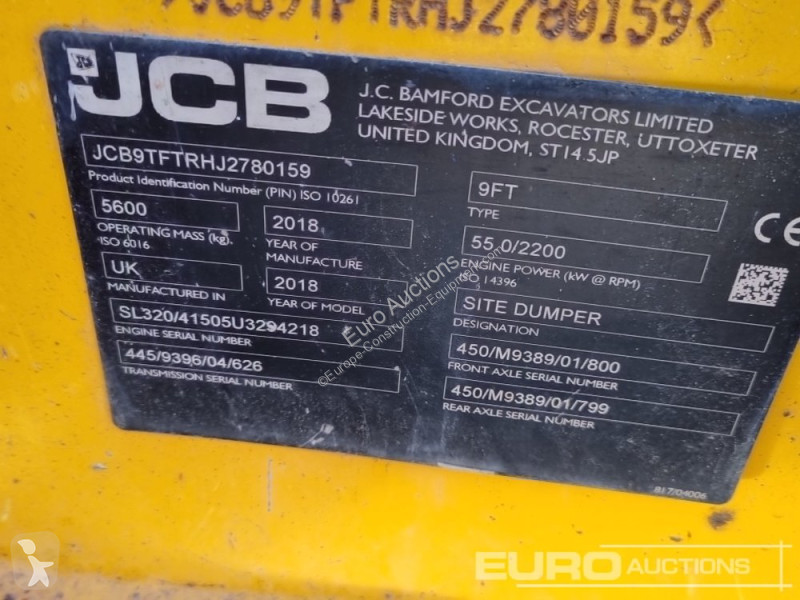 JCB9TFTRHJ2780159<
JCB
J.C. BAMFORD EXCAVATORS LIMITED
LAKESIDE WORKS, ROCESTER, UTTOXETER
UNITED KINGDOM, ST14 5JP
JCB9TFTRHJ2780159
Product Identification Number (PIN) ISO 10261
5600
OPERATING MASS (kg)
ISO 6016
2018
YEAR OF
MANUFACTURE
UK
MANUFACTURED IN
2018
YEAR OF MODEL
SL320/41505U3294218
ENGINE SERIAL NUMBER
445/9396/04/626
TRANSMISSION SERIAL NUMBER
9FT
TYPE
55.0/2200
ENGINE POWER (kW @ RPM)
ISO 14396
SITE DUMPER
DESIGNATION
450/M9389/01/800
FRONT AXLE SERIAL NUMBER
450/M9389/01/799
REAR AXLE SERIAL NUMBER
CE
817/04006
Euro Auctions
©Europe-Construction-Equipment.com
EURO AUCTIONS